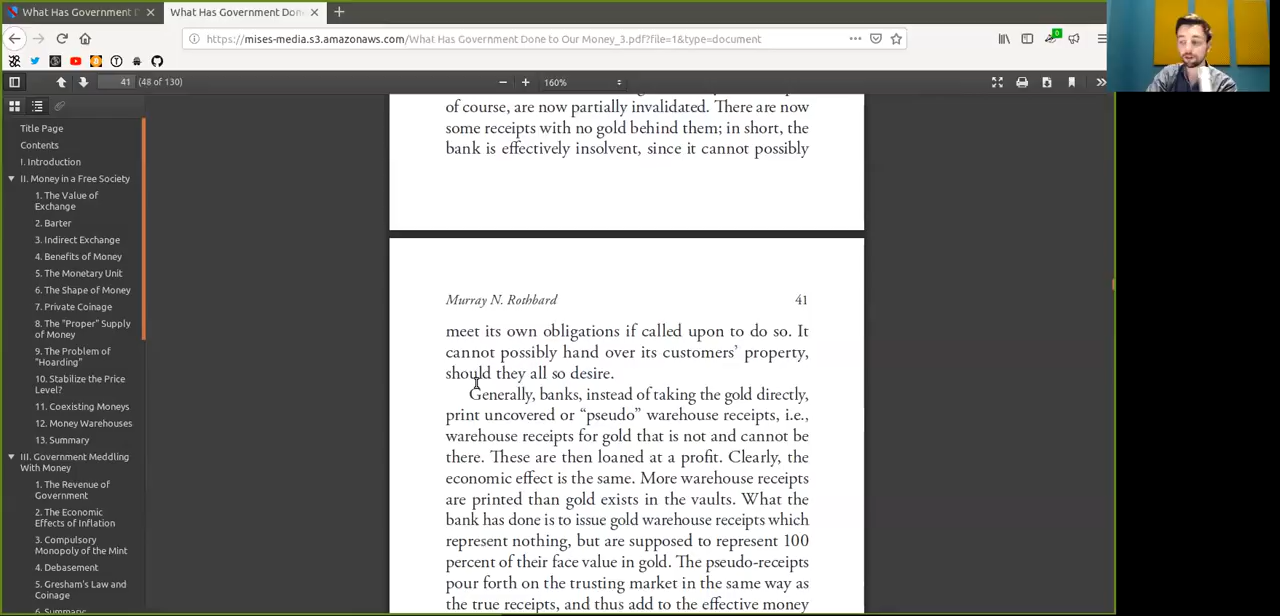 What Has Government D
What Has Government Don
https://mises-media.s3.amazonaws.com/What Has Government Done to Our Money_3.pdf?file=1&type=document
0
41 (48 of 130)
160%
Title Page
Contents
I. Introduction
II. Money in a Free Society
1. The Value of
Exchange
2. Barter
3. Indirect Exchange
4. Benefits of Money
5. The Monetary Unit
6. The Shape of Money
7. Private Coinage
8. The "Proper" Supply
of Money
9. The Problem of
"Hoarding"
10. Stabilize the Price
Level?
11. Coexisting Moneys
12. Money Warehouses
13. Summary
III. Government Meddling
With Money
1. The Revenue of
Government
2. The Economic
Effects of Inflation
3. Compulsory
Monopoly of the Mint
4. Debasement
5. Gresham's Law and
Coinage
6. Summary
of course, are now partially invalidated. There are now
some receipts with no gold behind them; in short, the
bank is effectively insolvent, since it cannot possibly
Murray N. Rothbard 41
meet its own obligations if called upon to do so. It
cannot possibly hand over its customers' property,
should they all so desire.
Generally, banks, instead of taking the gold directly,
print uncovered or “pseudo” warehouse receipts, i.e.,
warehouse receipts for gold that is not and cannot be
there. These are then loaned at a profit. Clearly, the
economic effect is the same. More warehouse receipts
are printed than gold exists in the vaults. What the
bank has done is to issue gold warehouse receipts which
represent nothing, but are supposed to represent 100
percent of their face value in gold. The pseudo-receipts
pour forth on the trusting market in the same way as
the true receipts, and thus add to the effective money